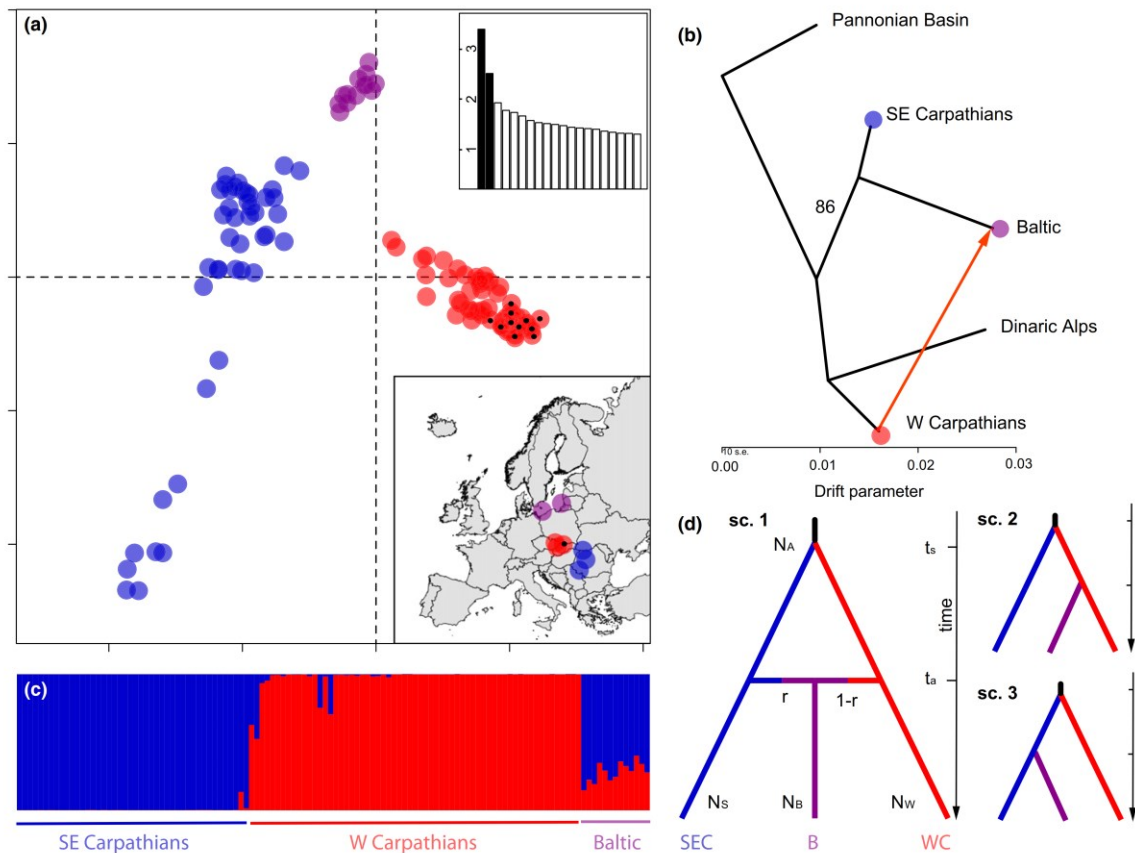 (a)
3
2
1
(b)
Pannonian Basin
SE Carpathians
86
Baltic
Dinaric Alps
W Carpathians
10 s.e.
0.00 0.01 0.02 0.03
Drift parameter
(c)
SE Carpathians W Carpathians Baltic
(d)
sc. 1
NA
ts
time
ta
r 1-r
NS NB NW
SEC B WC
sc. 2
sc. 3